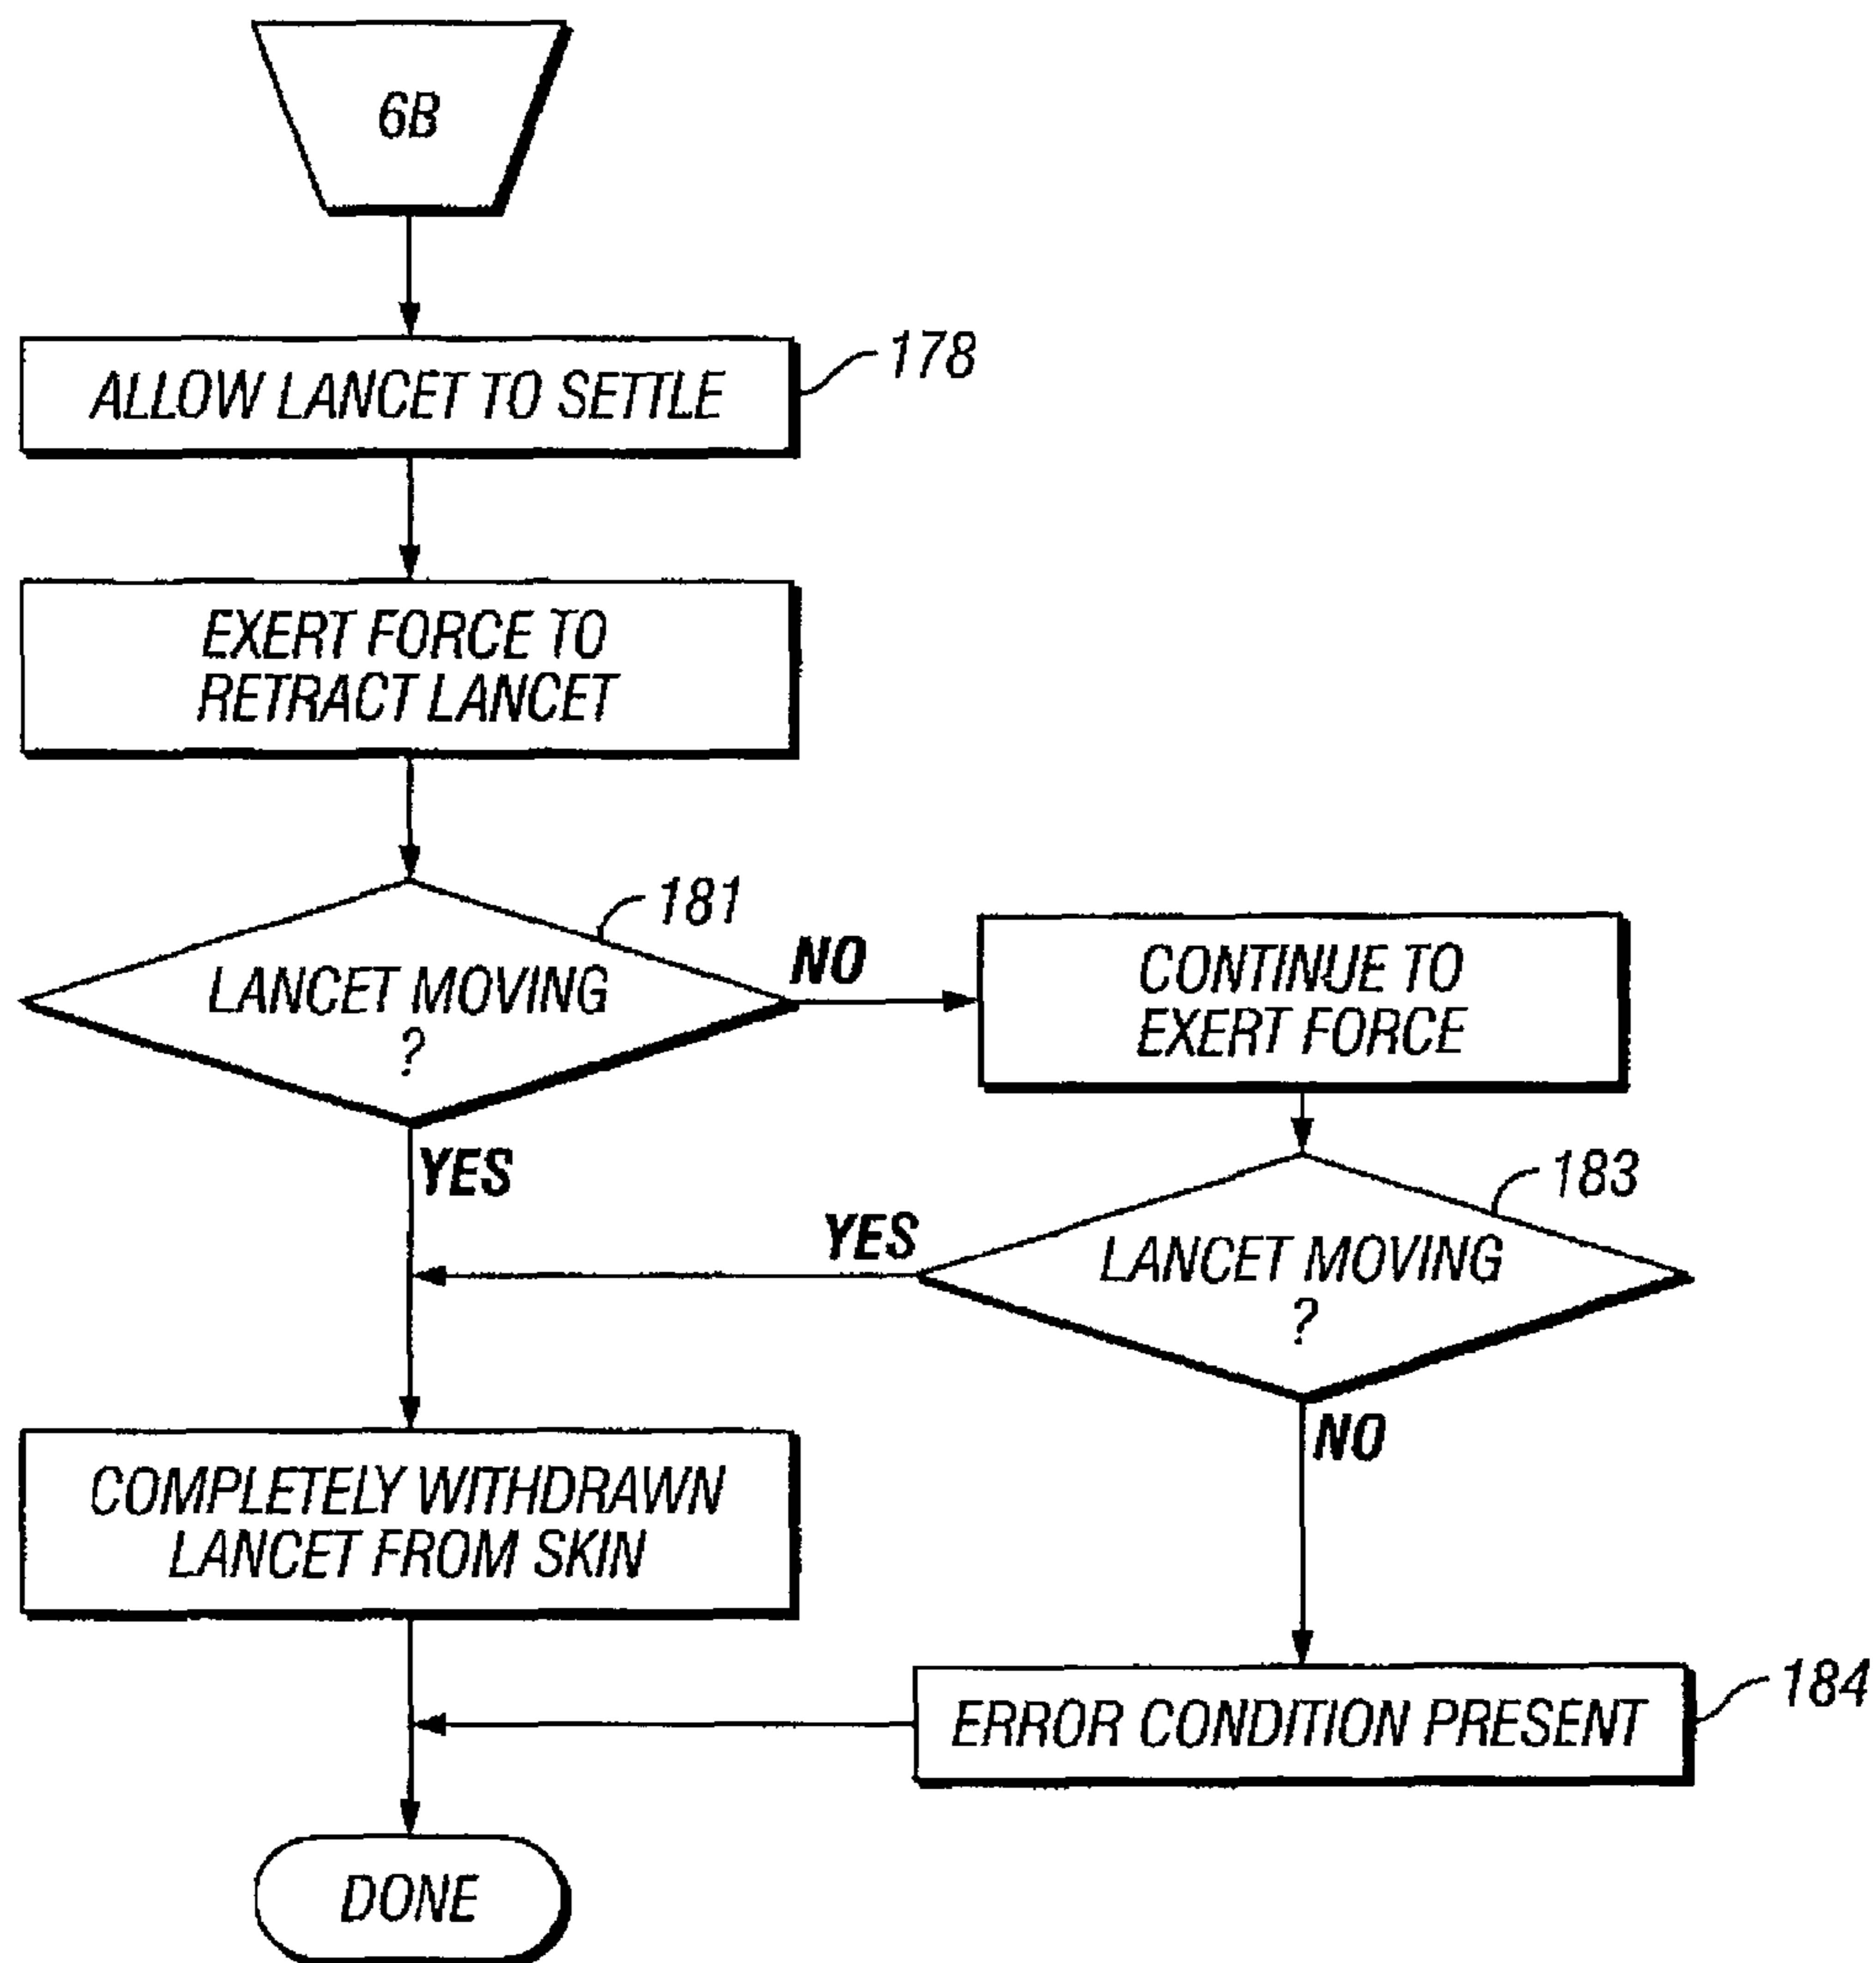 6B
ALLOW LANCET TO SETTLE
178
EXERT FORCE TO
RETRACT LANCET
181
LANCET MOVING
?
NO
CONTINUE TO
EXERT FORCE
YES
183
YES
LANCET MOVING
?
NO
COMPLETELY WITHDRAWN
LANCET FROM SKIN
184
ERROR CONDITION PRESENT
DONE